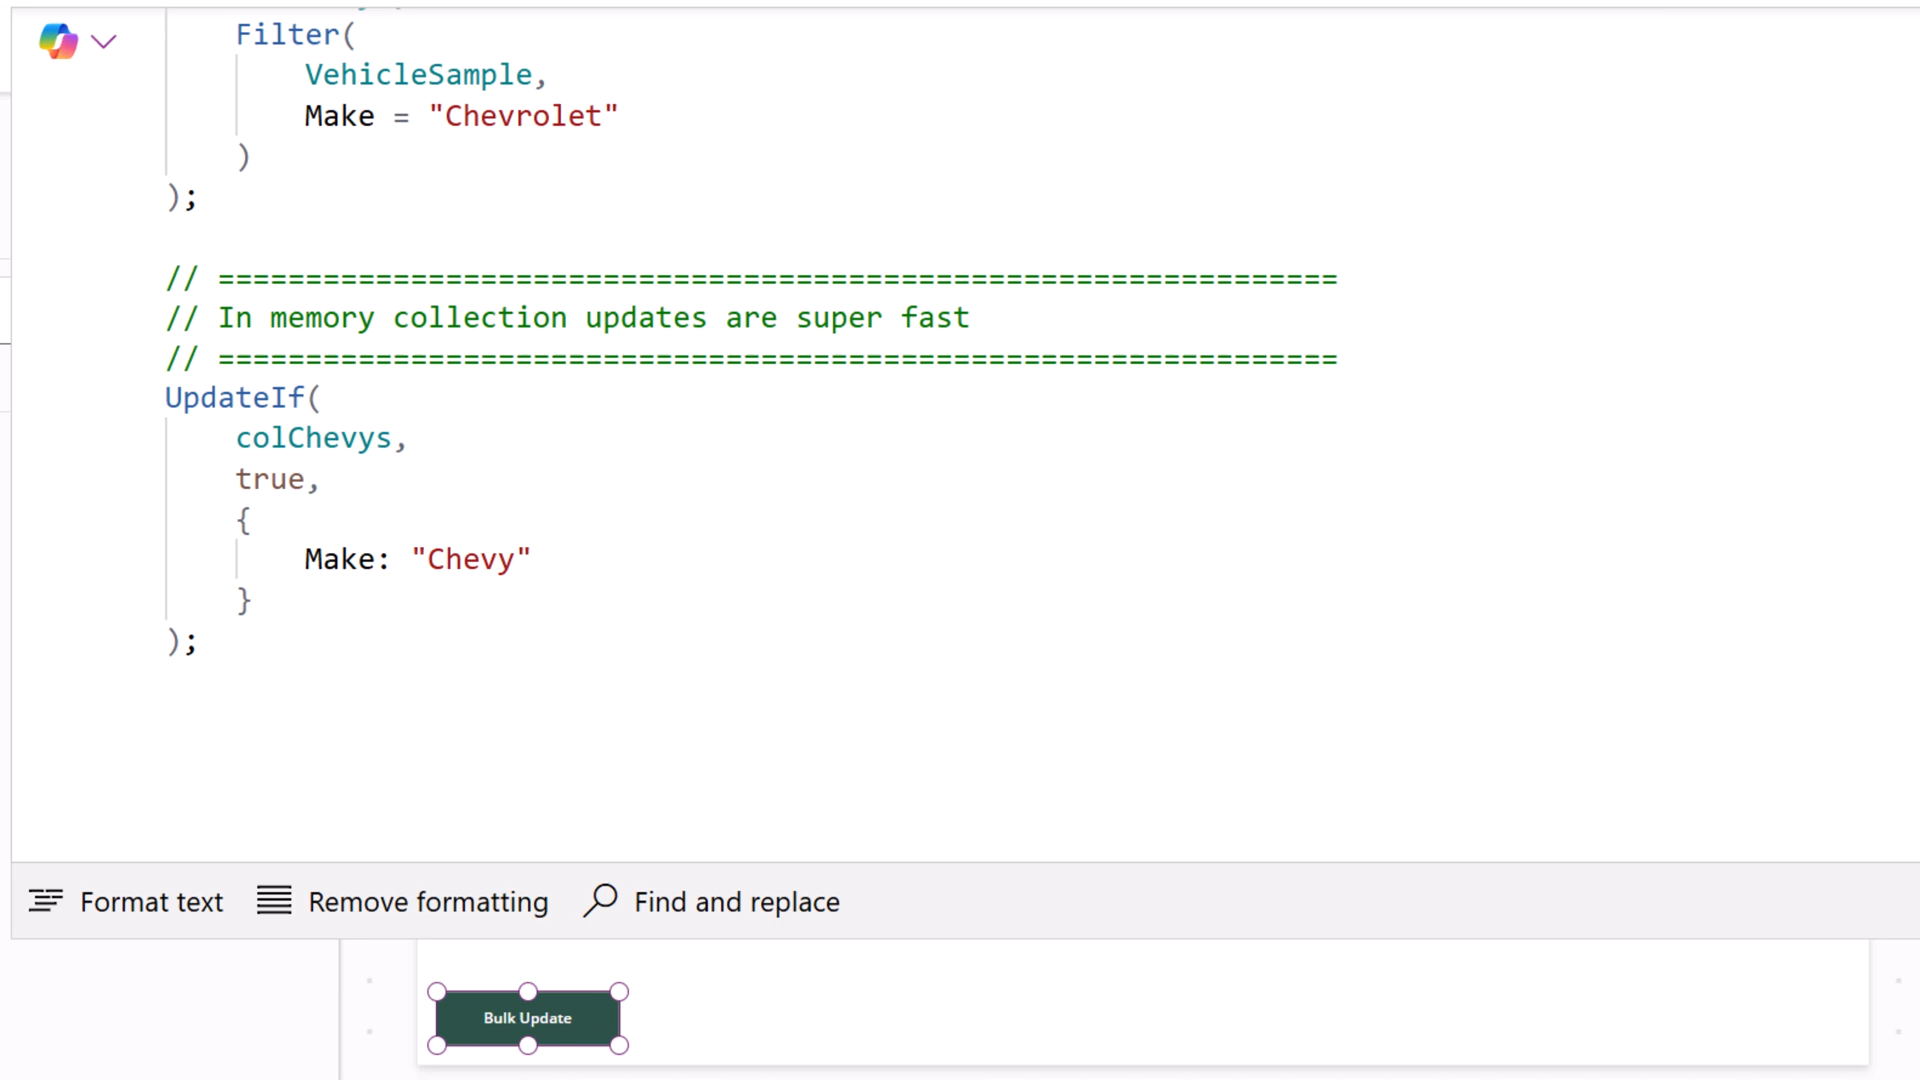 Filter(
VehicleSample,
Make = "Chevrolet"
)
);
// ================================================================
// In memory collection updates are super fast
// ================================================================
UpdateIf(
colChevys,
true,
{
Make: "Chevy"
}
);
Format text
Remove formatting
Find and replace
Bulk Update